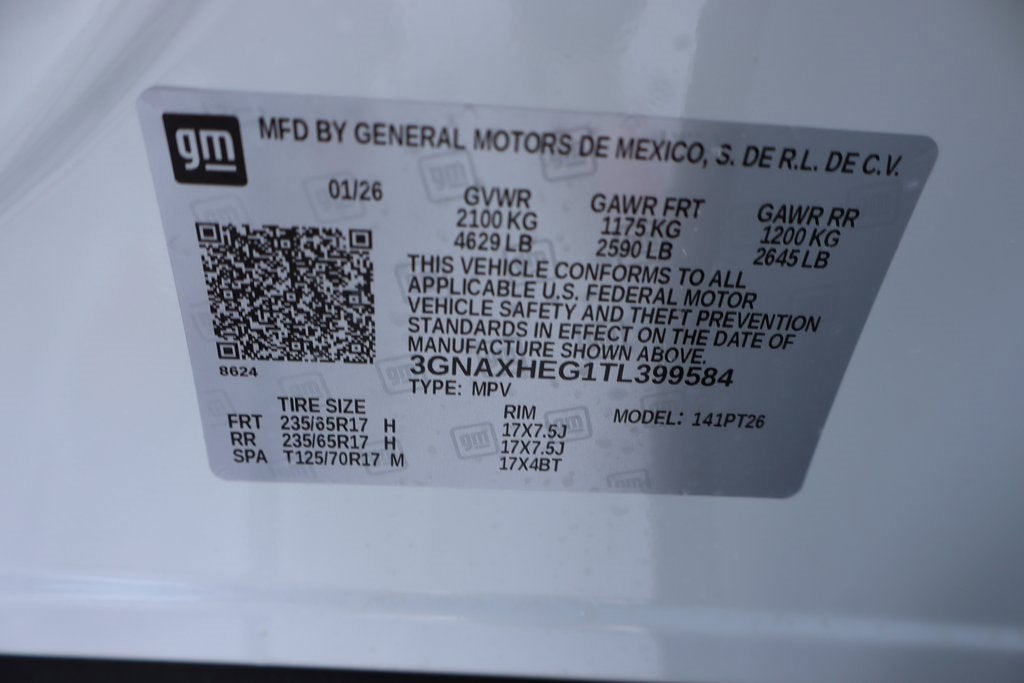 gm MFD BY GENERAL MOTORS DE MEXICO, S. DE R.L. DE C.V.
01/26
GVWR GAWR FRT GAWR RR
2100 KG 1175 KG 1200 KG
4629 LB 2590 LB 2645 LB
THIS VEHICLE CONFORMS TO ALL
APPLICABLE U.S. FEDERAL MOTOR
VEHICLE SAFETY AND THEFT PREVENTION
STANDARDS IN EFFECT ON THE DATE OF
MANUFACTURE SHOWN ABOVE.
8624
3GNAXHEG1TL399584
TYPE: MPV
TIRE SIZE RIM MODEL: 141PT26
FRT 235/65R17 H 17X7.5J
RR 235/65R17 H 17X7.5J
SPA T125/70R17 M 17X4BT